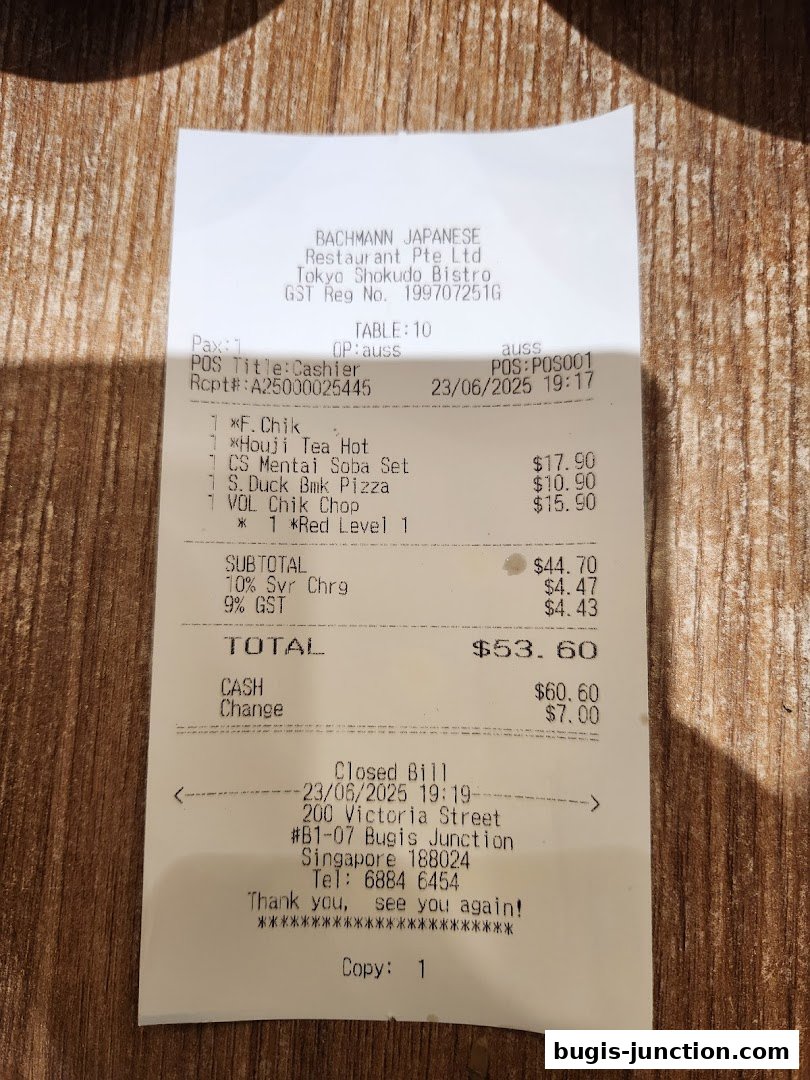 BACHMANN JAPANESE
Restaurant Pte Ltd
Tokyo Shokudo Bistro
GST Reg No. 199707251G
TABLE:10
Pax:1 OP:auss auss
POS Title:Cashier POS:POS001
Rcpt#:A25000025445 23/06/2025 19:17
1 *F.Chik
1 *Houji Tea Hot
1 CS Mentai Soba Set $17.90
1 S.Duck Bmk Pizza $10.90
1 VOL Chik Chop $15.90
* 1 *Red Level 1
SUBTOTAL $44.70
10% Svr Chrg $4.47
9% GST $4.43
TOTAL $53.60
CASH $60.60
Change $7.00
Closed Bill
<---------23/06/2025 19:19--------->
200 Victoria Street
#B1-07 Bugis Junction
Singapore 188024
Tel: 6884 6454
Thank you, see you again!
************************
Copy: 1
bugis-junction.com